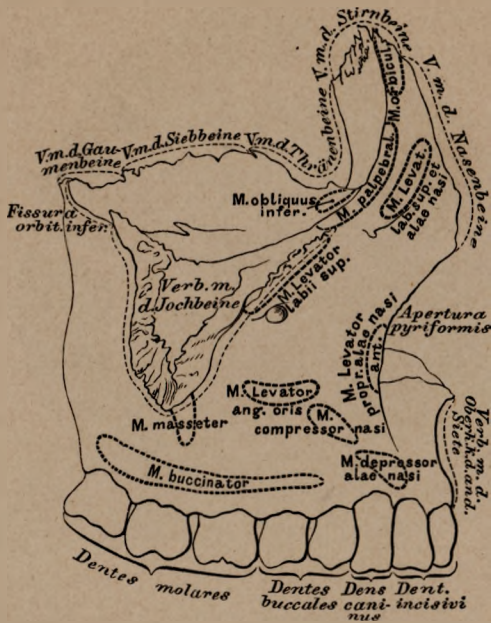 V. m. d. Stirnbeine
V. m. d. Nasenbeine
V. m. d. Thränenbeine
V. m. d. Siebbeine
V. m. d. Gau-
menbeine
M. orbicul.
palpebral.
M. Levat.
lab. sup. et
alae nasi
M. obliquus
infer.
Fissura
orbit. infer.
Verb. m.
d. Jochbeine
M. Levator
labii sup.
Apertura
pyriformis
M. Levator
propr. alae nasi
ant.
M. Levator
ang. oris
M.
compressor nasi
M. masseter
M. depressor
alae nasi
M. buccinator
Verb. m. d.
Oberk. d. and.
Siete
Dentes molares
Dentes
buccales
Dens
cani-
nus
Dent.
incisivi